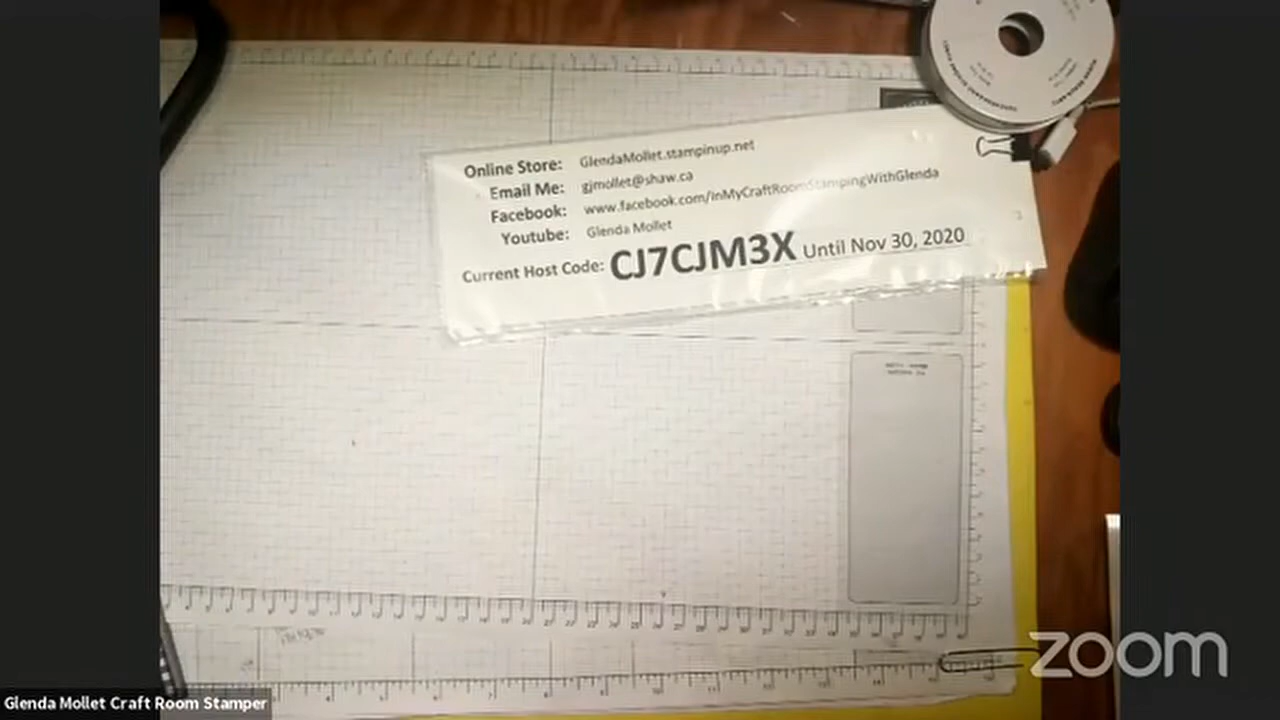 Online Store: GlendaMollet.stampinup.net
Email Me: gjmollet@shaw.ca
Facebook: www.facebook.com/InMyCraftRoomStampingWithGlenda
Youtube: Glenda Mollet
Current Host Code: CJ7CJM3X Until Nov 30, 2020
zoom
Glenda Mollet Craft Room Stamper